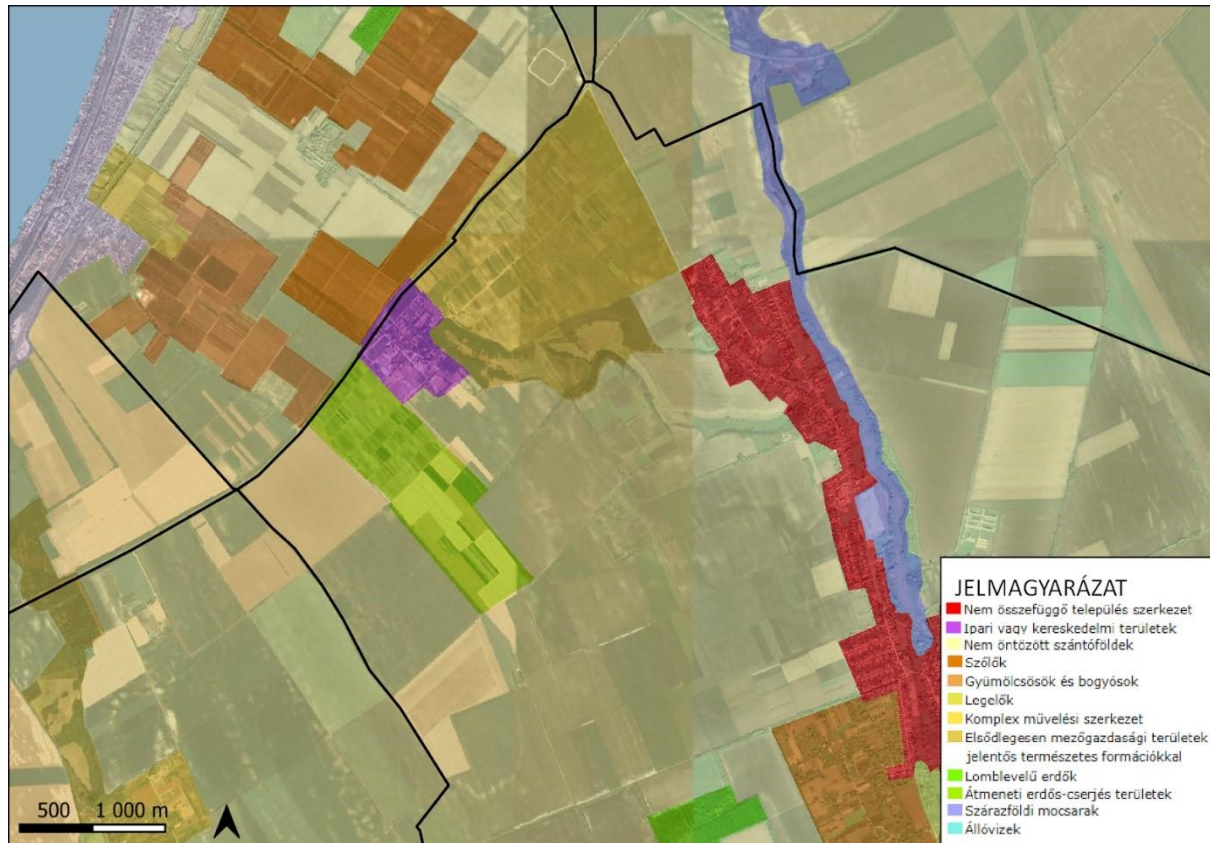 JELMAGYARÁZAT
Nem összefüggő település szerkezet
Ipari vagy kereskedelmi területek
Nem öntözött szántóföldek
Szőlők
Gyümölcsösök és bogyósok
Legelők
Komplex művelési szerkezet
Elsődlegesen mezőgazdasági területek
jelentős természetes formációkkal
Lomblevelű erdők
Átmeneti erdős-cserjés területek
Szárazföldi mocsarak
Állóvizek
500 1 000 m